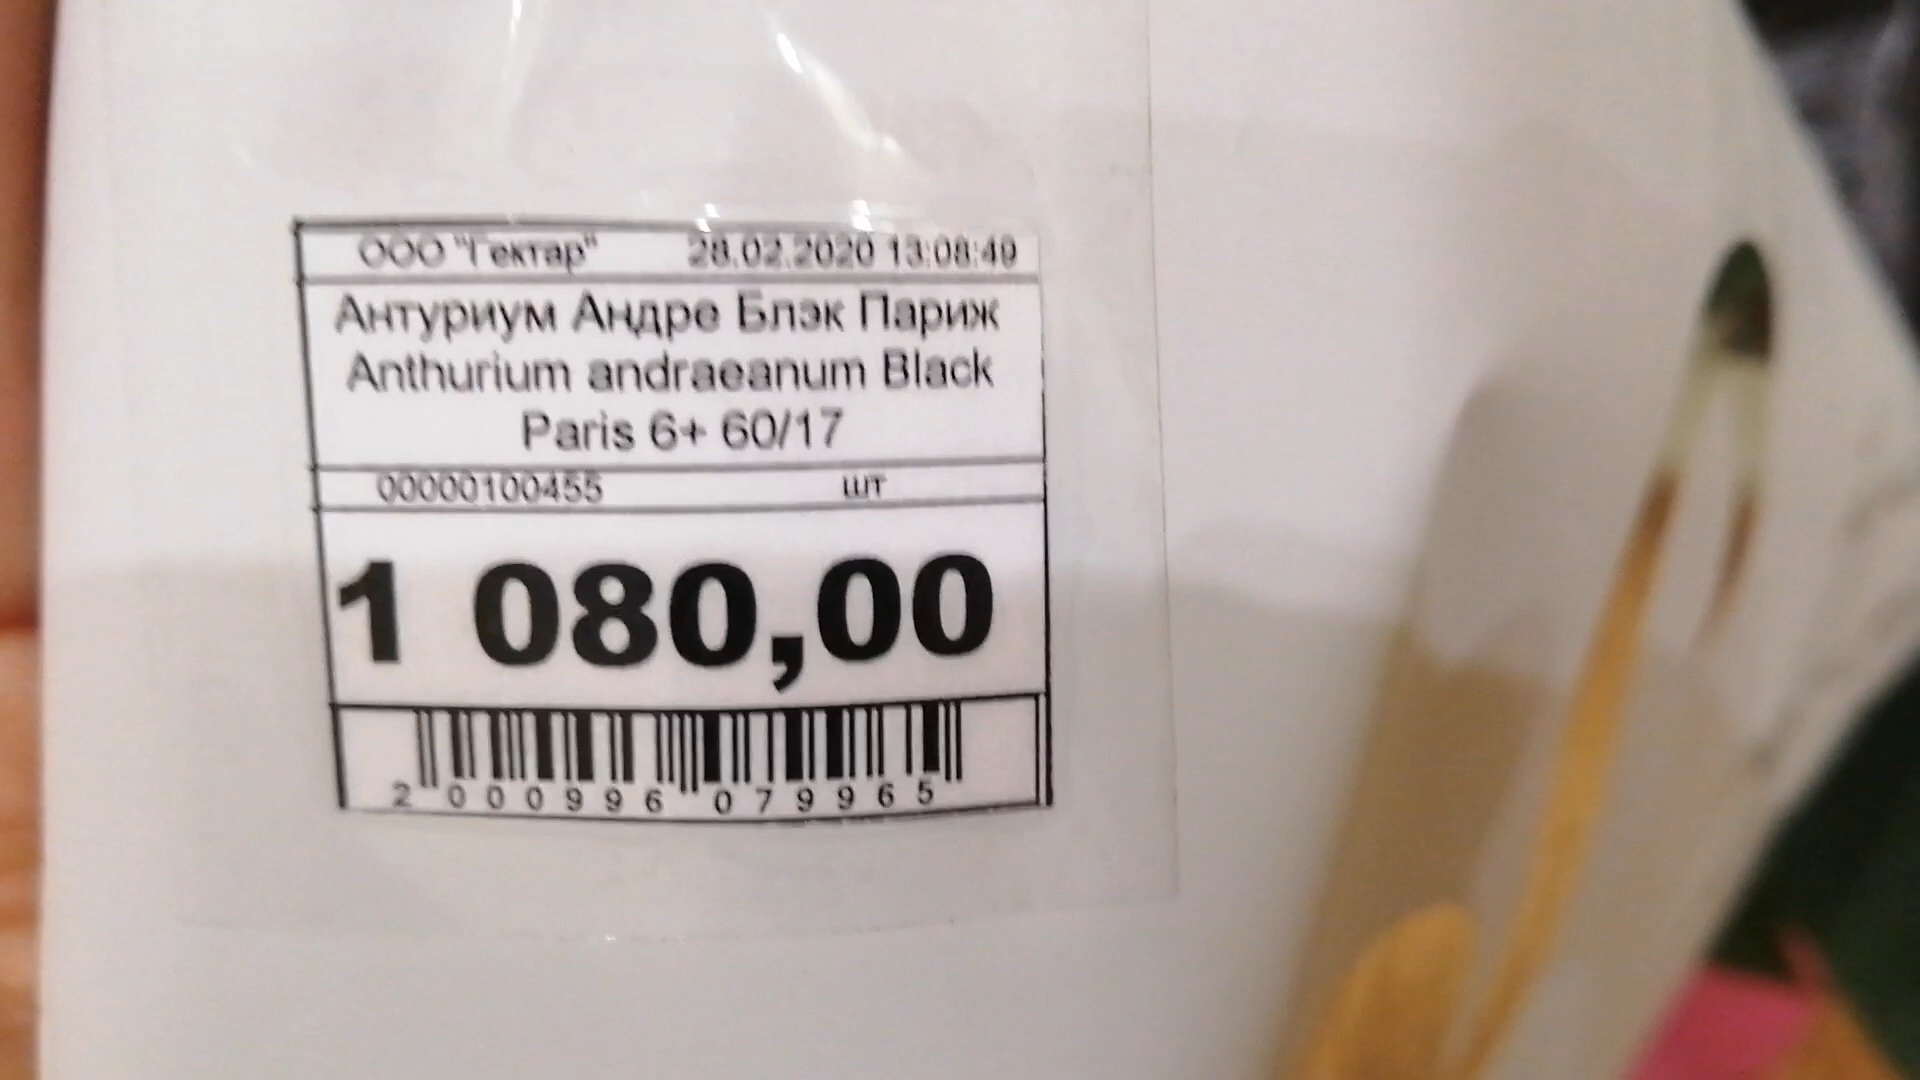 ООО "Гектар" 28.02.2020 13:08:49
Антуриум Андре Блэк Париж
Anthurium andraeanum Black
Paris 6+ 60/17
00000100455 шт
1 080,00
2 000996 079965